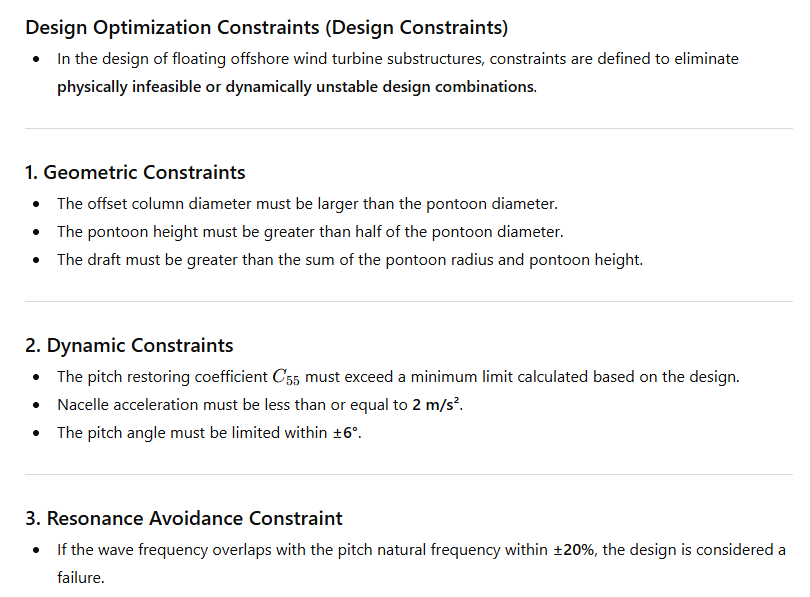 Design Optimization Constraints (Design Constraints)
• In the design of floating offshore wind turbine substructures, constraints are defined to eliminate
physically infeasible or dynamically unstable design combinations.
1. Geometric Constraints
• The offset column diameter must be larger than the pontoon diameter.
• The pontoon height must be greater than half of the pontoon diameter.
• The draft must be greater than the sum of the pontoon radius and pontoon height.
2. Dynamic Constraints
• The pitch restoring coefficient C₅₅ must exceed a minimum limit calculated based on the design.
• Nacelle acceleration must be less than or equal to 2 m/s².
• The pitch angle must be limited within ±6°.
3. Resonance Avoidance Constraint
• If the wave frequency overlaps with the pitch natural frequency within ±20%, the design is considered a
failure.